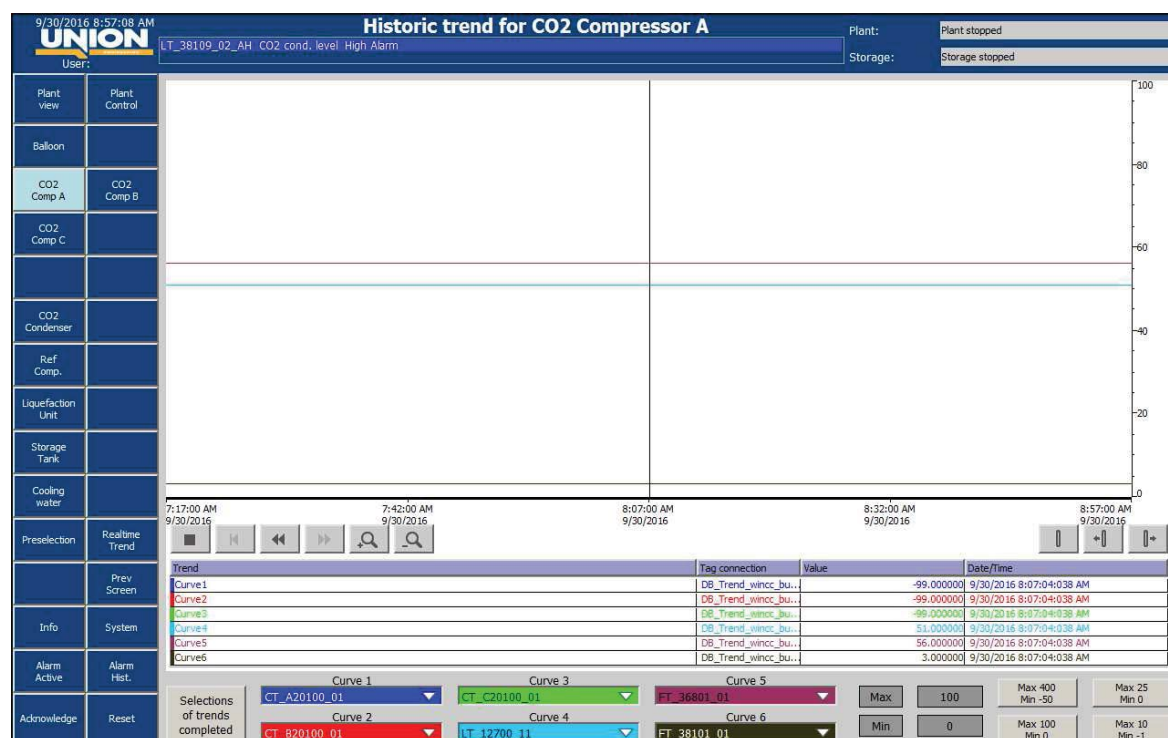 9/30/2016 8:57:08 AM
UNION
User:
Historic trend for CO2 Compressor A
LT_38109_02_AH CO2 cond. level High Alarm
Plant:
Plant stopped
Storage:
Storage stopped
Plant view
Plant Control
Balloon
CO2 Comp A
CO2 Comp B
CO2 Comp C
CO2 Condenser
Ref Comp.
Liquefaction Unit
Storage Tank
Cooling water
Preselection
Realtime Trend
Prev Screen
Info
System
Alarm Active
Alarm Hist.
Acknowledge
Reset
100
80
60
40
20
0
7:17:00 AM 7:42:00 AM 8:07:00 AM 8:32:00 AM 8:57:00 AM
9/30/2016 9/30/2016 9/30/2016 9/30/2016 9/30/2016
Trend Tag connection Value Date/Time
Curve1 DB_Trend_wincc_bu... -99.000000 9/30/2016 8:07:04:038 AM
Curve2 DB_Trend_wincc_bu... -99.000000 9/30/2016 8:07:04:038 AM
Curve3 DB_Trend_wincc_bu... -99.000000 9/30/2016 8:07:04:038 AM
Curve4 DB_Trend_wincc_bu... 51.000000 9/30/2016 8:07:04:038 AM
Curve5 DB_Trend_wincc_bu... 56.000000 9/30/2016 8:07:04:038 AM
Curve6 DB_Trend_wincc_bu... 3.000000 9/30/2016 8:07:04:038 AM
Selections of trends completed
Curve 1 Curve 3 Curve 5
CT_A20100_01 CT_C20100_01 FT_36801_01
Curve 2 Curve 4 Curve 6
CT_B20100_01 LT_12700_11 FT_38101_01
Max 100
Min 0
Max 400
Min -50
Max 25
Min 0
Max 100
Min 0
Max 10
Min -1